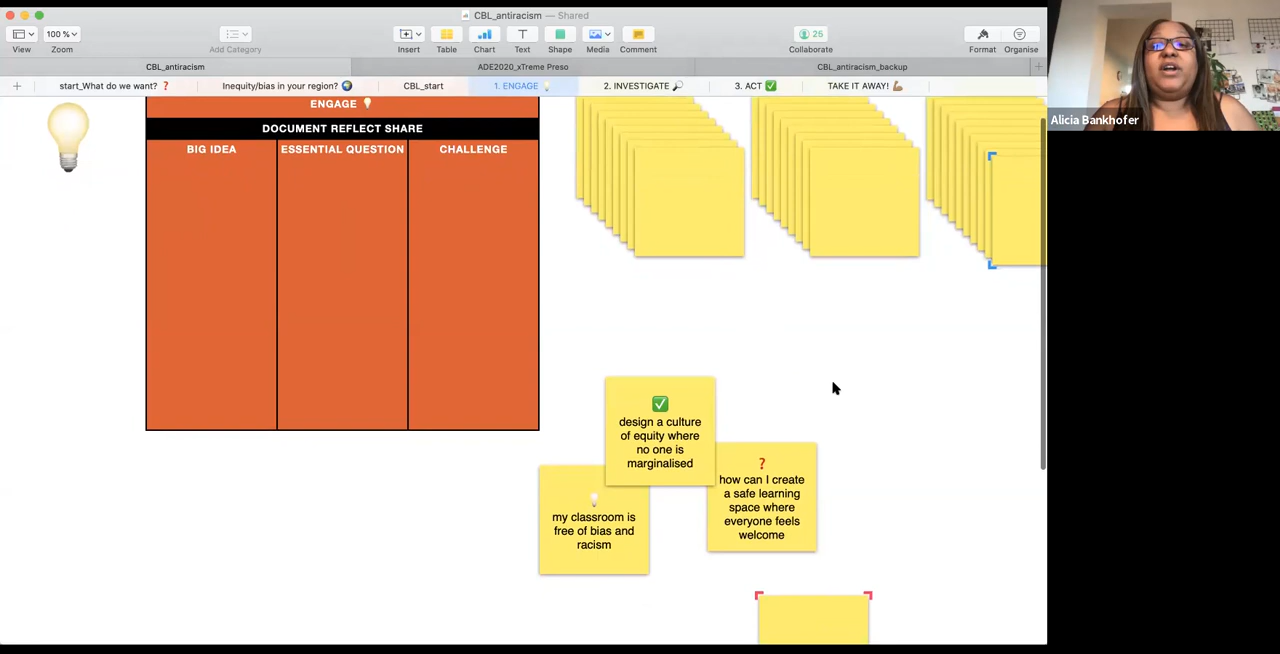 CBL_antiracism — Shared
100 %
26
View
Zoom
Add Category
Insert
Table
Chart
Text
Shape
Media
Comment
Collaborate
Format
Organise
CBL_antiracism
ADE2020_xTreme Preso
CBL_antiracism_backup
start_What do we want? ❓
Inequity/bias in your region? 🌍
CBL_start
1. ENGAGE 💡
2. INVESTIGATE 🔎
3. ACT ✅
TAKE IT AWAY! 💪🏽
Alicia Bankhofer
ENGAGE 💡
DOCUMENT REFLECT SHARE
BIG IDEA
ESSENTIAL QUESTION
CHALLENGE
✅
design a culture
of equity where
no one is
marginalised
❓
how can I create
a safe learning
space where
everyone feels
welcome
💡
my classroom is
free of bias and
racism